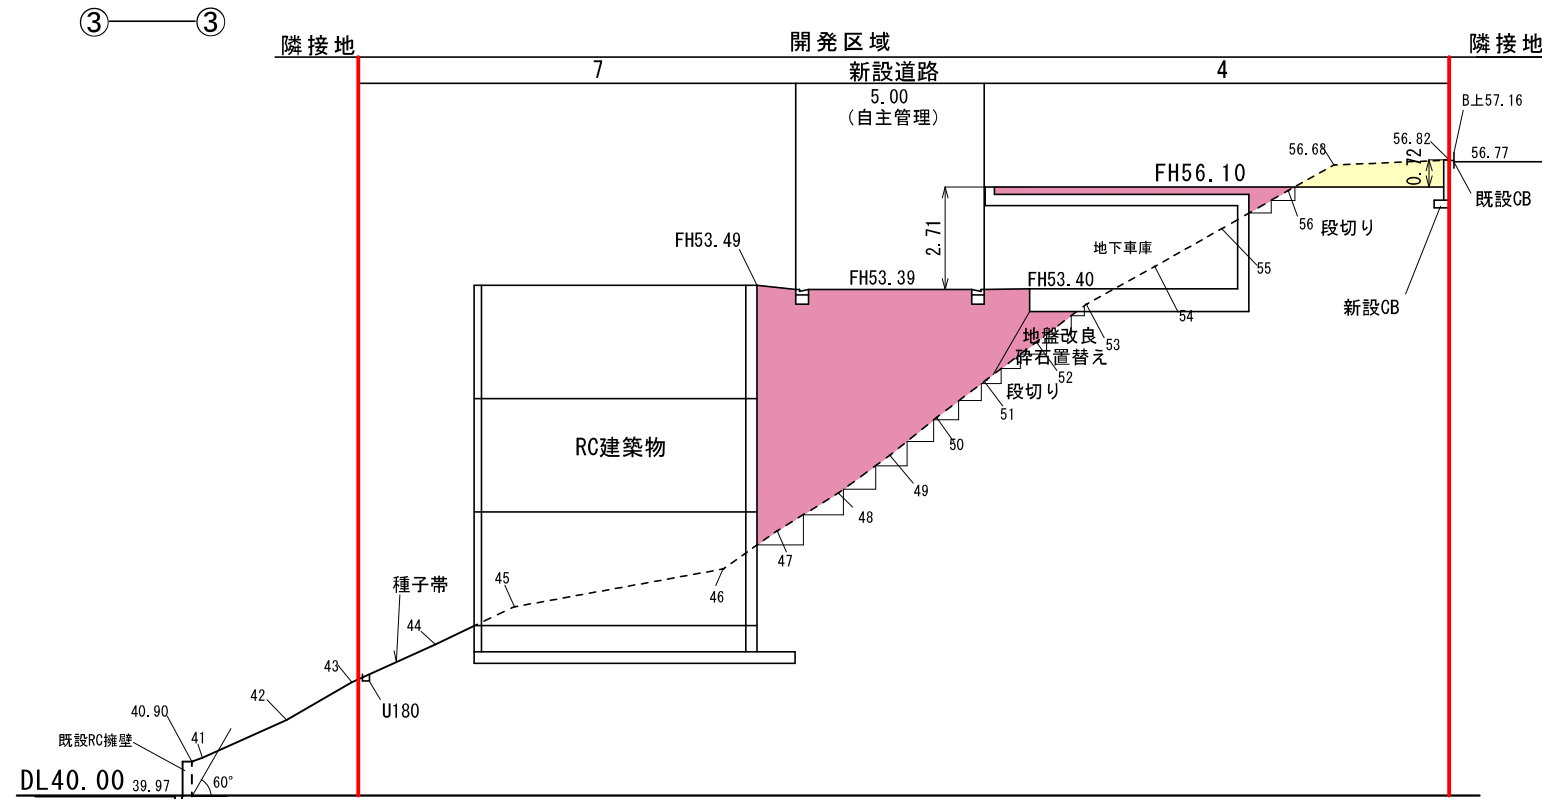 ③ ③
隣接地
開発区域
隣接地
7
新設道路
4
5.00
(自主管理)
B上57.16
56.82
56.68
56.77
0.72
FH56.10
既設CB
56
段切り
FH53.49
2.71
地下車庫
55
FH53.39
FH53.40
54
新設CB
53
地盤改良
砕石置替え
52
段切り
51
50
RC建築物
49
48
47
46
45
種子帯
44
43
42
U180
40.90
41
既設RC擁壁
DL40.00
39.97
60°